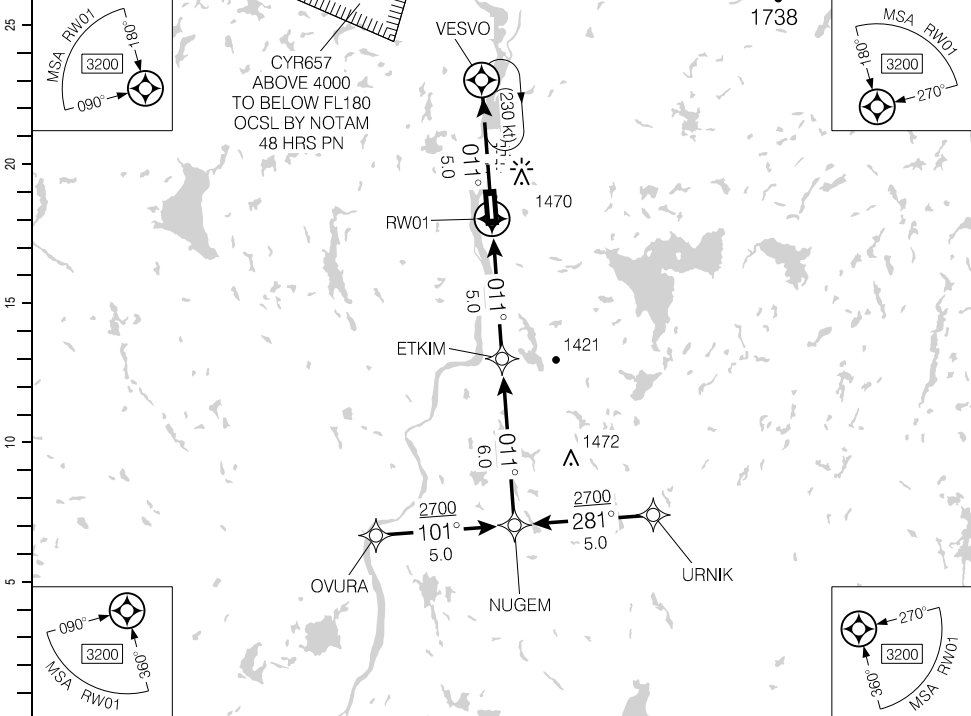 25
20
15
10
5
MSA RW01
180°
3200
090°
CYR657
ABOVE 4000
TO BELOW FL180
OCSL BY NOTAM
48 HRS PN
VESVO
(230 kt)
1738
MSA RW01
180°
3200
270°
011°
5.0
1470
RW01
011°
5.0
ETKIM
1421
011°
6.0
1472
2700
101°
5.0
2700
281°
5.0
OVURA
NUGEM
URNIK
090°
3200
360°
MSA RW01
270°
3200
360°
MSA RW01